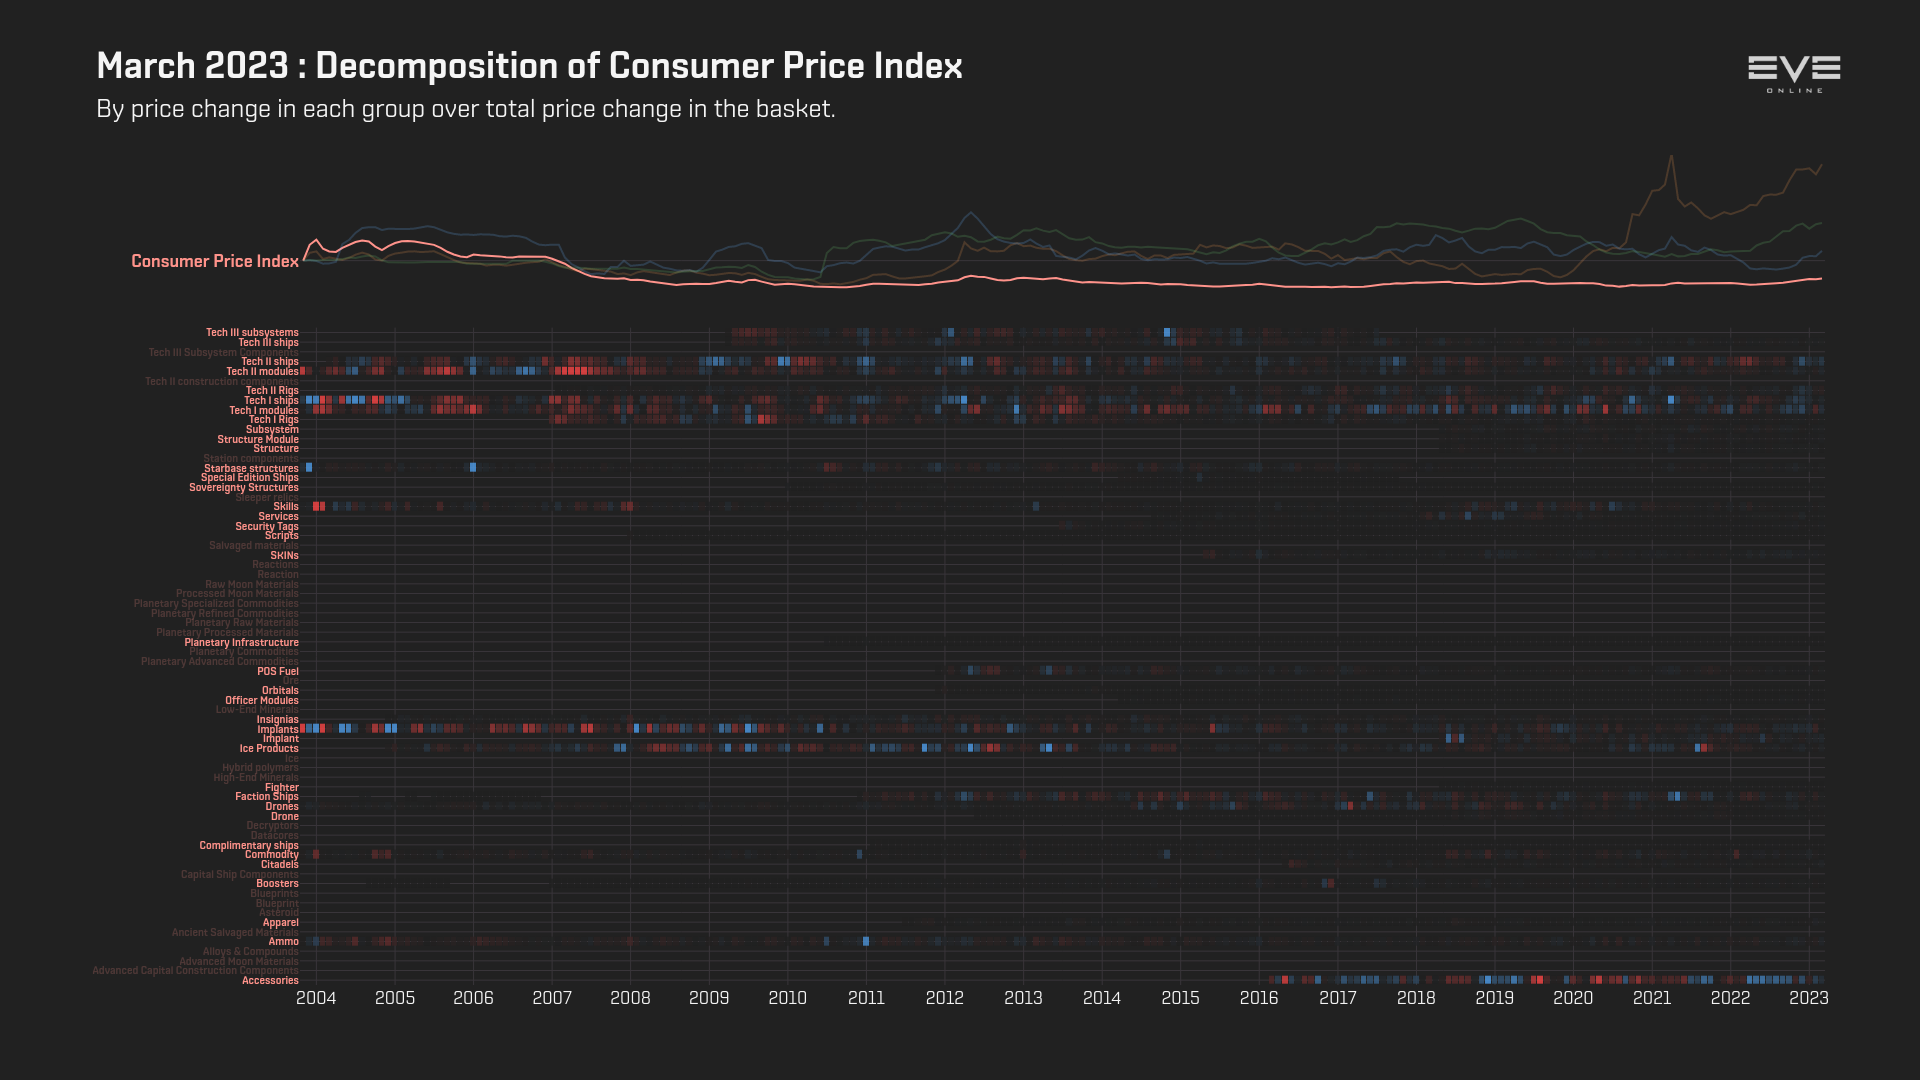 March 2023 : Decomposition of Consumer Price Index
By price change in each group over total price change in the basket.
EVE
ONLINE
Consumer Price Index
Tech III subsystems
Tech III ships
Tech III Subsystem Components
Tech II ships
Tech II modules
Tech II construction components
Tech II Rigs
Tech I ships
Tech I modules
Tech I Rigs
Subsystem
Structure Module
Structure
Station components
Starbase structures
Special Edition Ships
Sovereignty Structures
Sleeper relics
Skills
Services
Security Tags
Scripts
Salvaged materials
SKINs
Reactions
Reaction
Raw Moon Materials
Processed Moon Materials
Planetary Specialized Commodities
Planetary Refined Commodities
Planetary Raw Materials
Planetary Processed Materials
Planetary Infrastructure
Planetary Commodities
Planetary Advanced Commodities
POS Fuel
Ore
Orbitals
Officer Modules
Low-End Minerals
Insignias
Implants
Implant
Ice Products
Ice
Hybrid polymers
High-End Minerals
Fighter
Faction Ships
Drones
Drone
Decryptors
Datacores
Complimentary ships
Commodity
Citadels
Capital Ship Components
Boosters
Blueprints
Blueprint
Asteroid
Apparel
Ancient Salvaged Materials
Ammo
Alloys & Compounds
Advanced Moon Materials
Advanced Capital Construction Components
Accessories
2004 2005 2006 2007 2008 2009 2010 2011 2012 2013 2014 2015 2016 2017 2018 2019 2020 2021 2022 2023